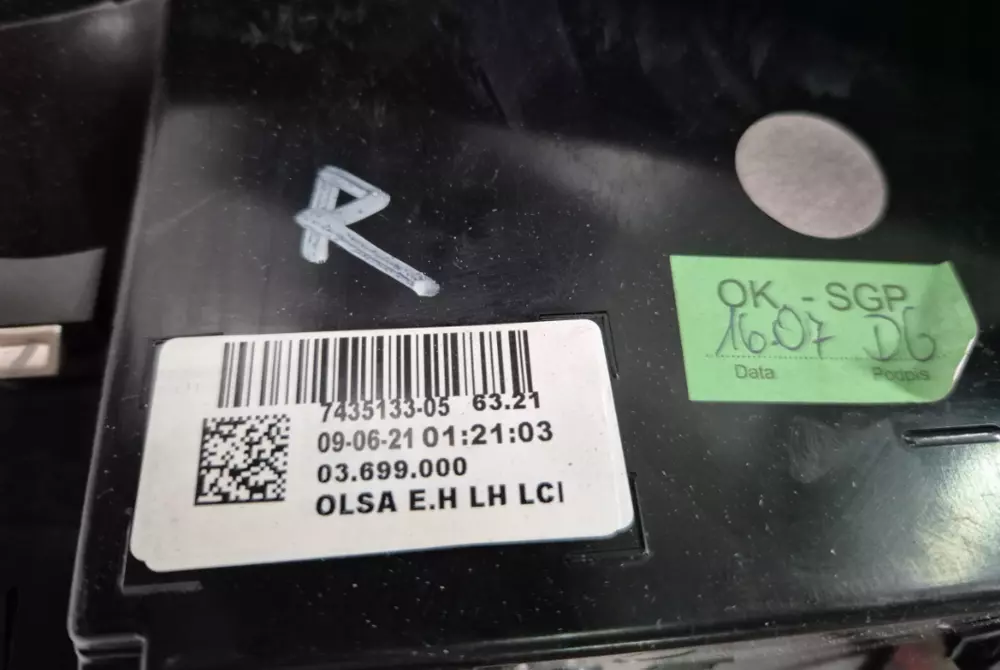 R
OK. - SGP
16.07 DG
Data Podpis
7435133-05 63.21
09-06-21 01:21:03
03.699.000
OLSA E.H LH LCI